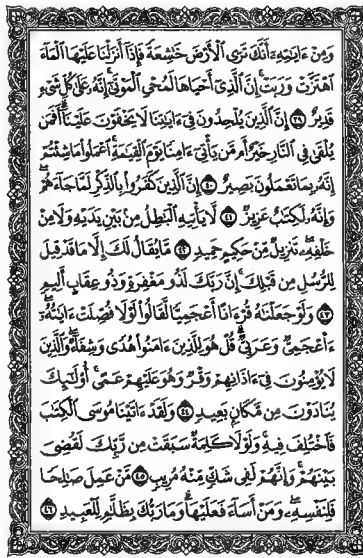 وَمِنْ ءَايَٰتِهِۦٓ أَنَّكَ تَرَى ٱلْأَرْضَ خَٰشِعَةً فَإِذَآ أَنزَلْنَا عَلَيْهَا ٱلْمَآءَ
ٱهْتَزَّتْ وَرَبَتْ ۚ إِنَّ ٱلَّذِىٓ أَحْيَاهَا لَمُحْىِ ٱلْمَوْتَىٰٓ ۚ إِنَّهُۥ عَلَىٰ كُلِّ شَىْءٍ
قَدِيرٌ ٣٩ إِنَّ ٱلَّذِينَ يُلْحِدُونَ فِىٓ ءَايَٰتِنَا لَا يَخْفَوْنَ عَلَيْنَآ ۗ أَفَمَن
يُلْقَىٰ فِى ٱلنَّارِ خَيْرٌ أَم مَّن يَأْتِىٓ ءَامِنًا يَوْمَ ٱلْقِيَٰمَةِ ۚ ٱعْمَلُوا۟ مَا شِئْتُمْ
إِنَّهُۥ بِمَا تَعْمَلُونَ بَصِيرٌ ٤٠ إِنَّ ٱلَّذِينَ كَفَرُوا۟ بِٱلذِّكْرِ لَمَّا جَآءَهُمْ ۖ
وَإِنَّهُۥ لَكِتَٰبٌ عَزِيزٌ ٤١ لَّا يَأْتِيهِ ٱلْبَٰطِلُ مِنۢ بَيْنِ يَدَيْهِ وَلَا مِنْ
خَلْفِهِۦ ۖ تَنزِيلٌ مِّنْ حَكِيمٍ حَمِيدٍ ٤٢ مَّا يُقَالُ لَكَ إِلَّا مَا قَدْ قِيلَ
لِلرُّسُلِ مِن قَبْلِكَ ۚ إِنَّ رَبَّكَ لَذُو مَغْفِرَةٍ وَذُو عِقَابٍ أَلِيمٍ
٤٣ وَلَوْ جَعَلْنَٰهُ قُرْءَانًا أَعْجَمِيًّا لَّقَالُوا۟ لَوْلَا فُصِّلَتْ ءَايَٰتُهُۥٓ ۖ
ءَا۬عْجَمِىٌّ وَعَرَبِىٌّ ۗ قُلْ هُوَ لِلَّذِينَ ءَامَنُوا۟ هُدًى وَشِفَآءٌ ۖ وَٱلَّذِينَ
لَا يُؤْمِنُونَ فِىٓ ءَاذَانِهِمْ وَقْرٌ وَهُوَ عَلَيْهِمْ عَمًى ۚ أُو۟لَٰٓئِكَ
يُنَادَوْنَ مِن مَّكَانٍۭ بَعِيدٍ ٤٤ وَلَقَدْ ءَاتَيْنَا مُوسَى ٱلْكِتَٰبَ
فَٱخْتُلِفَ فِيهِ ۗ وَلَوْلَا كَلِمَةٌ سَبَقَتْ مِن رَّبِّكَ لَقُضِىَ
بَيْنَهُمْ ۚ وَإِنَّهُمْ لَفِى شَكٍّ مِّنْهُ مُرِيبٍ ٤٥ مَّنْ عَمِلَ صَٰلِحًا
فَلِنَفْسِهِۦ ۖ وَمَنْ أَسَآءَ فَعَلَيْهَا ۗ وَمَا رَبُّكَ بِظَلَّٰمٍ لِّلْعَبِيدِ ٤٦